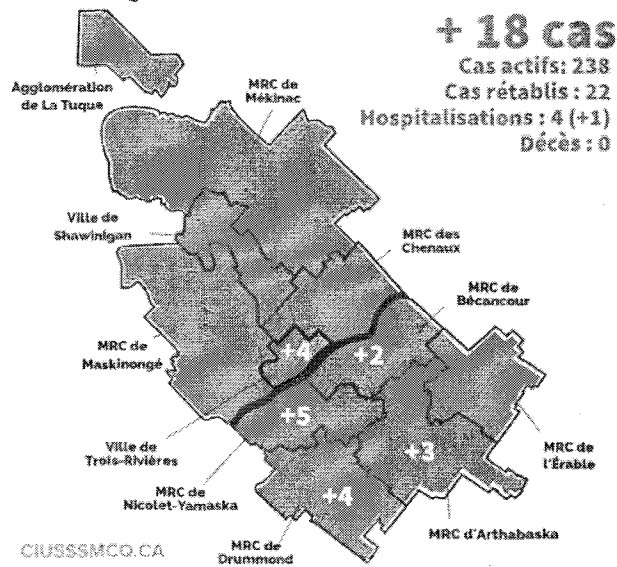 + 18 cas
Cas actifs: 238
Cas rétablis : 22
Hospitalisations : 4 (+1)
Décès : 0
Agglomération
de La Tuque
MRC de
Mékinac
Ville de
Shawinigan
MRC des
Chenaux
MRC de
Bécancour
MRC de
Maskinongé
+4
+2
+5
+3
+4
Ville de
Trois-Rivières
MRC de
l'Érable
MRC de
Nicolet-Yamaska
MRC d'Arthabaska
MRC de
Drummond
CIUSSSMCQ.CA